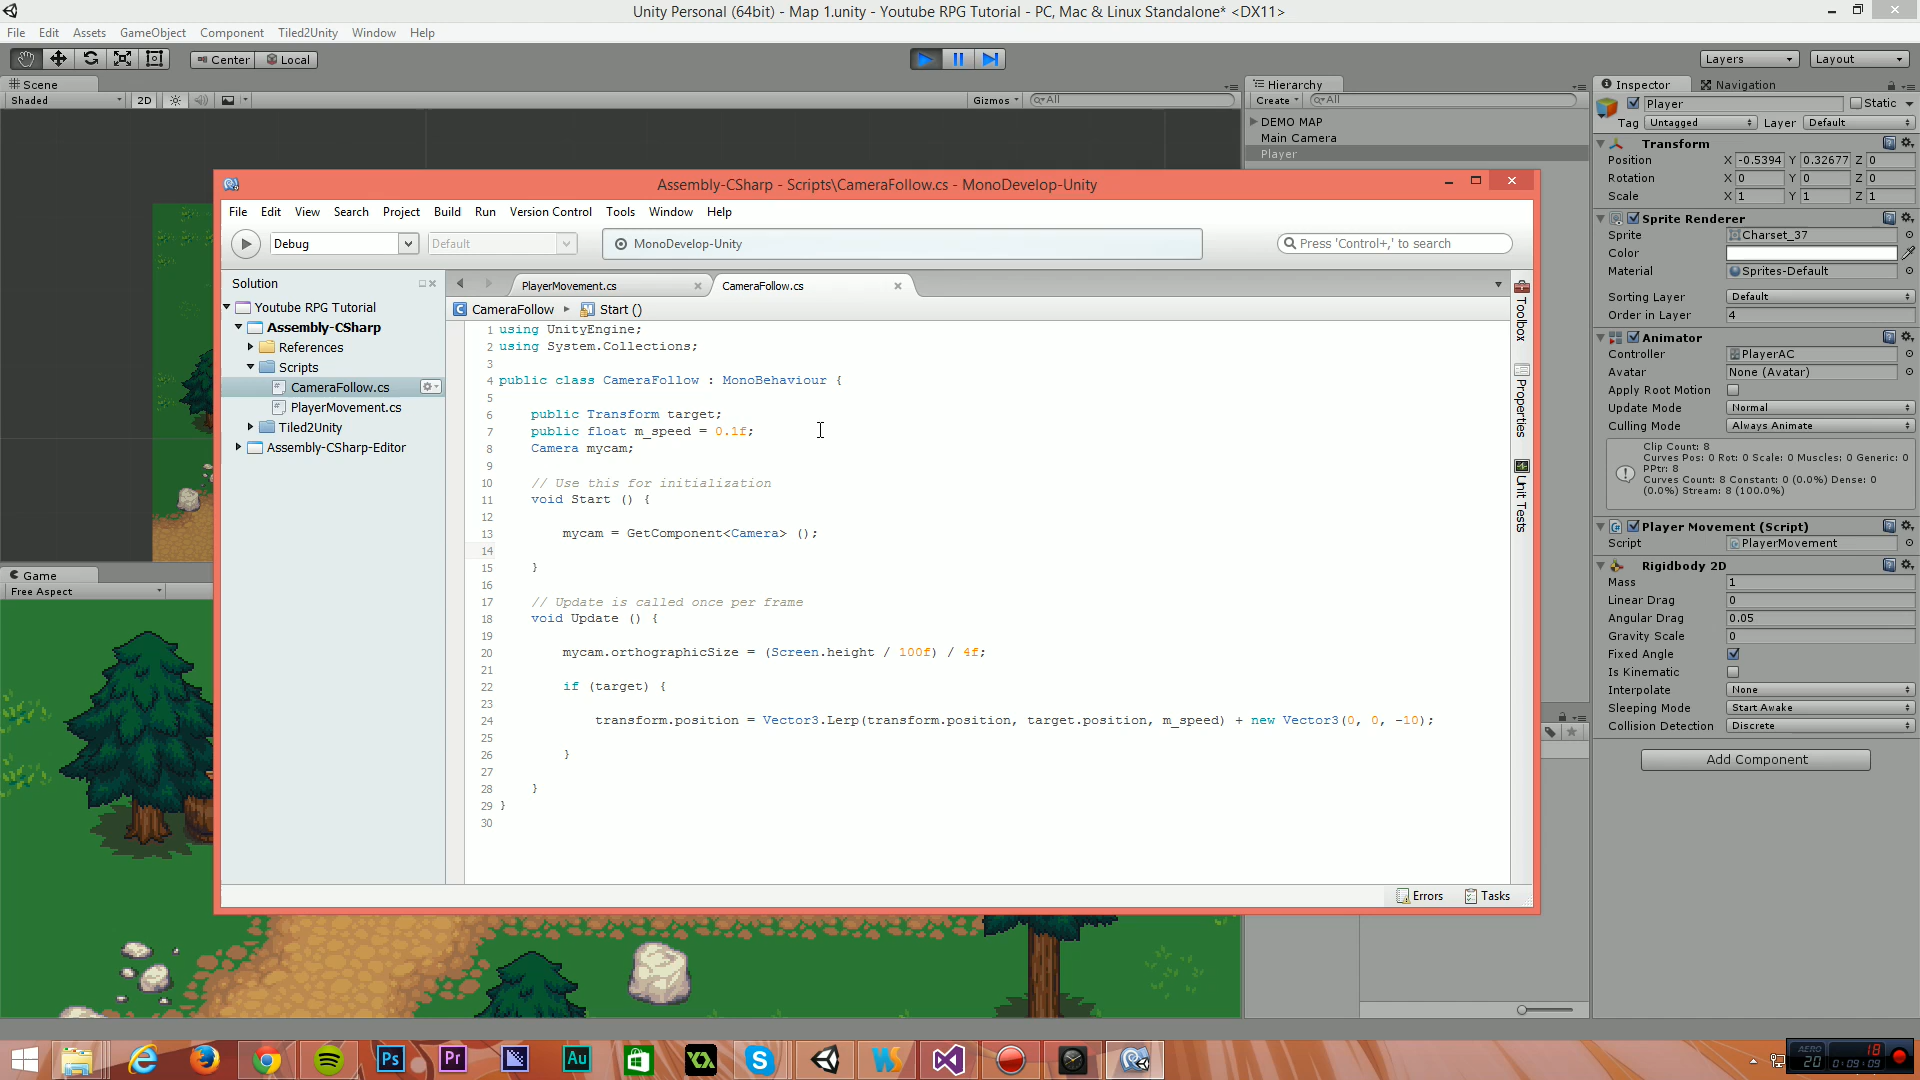 Unity Personal (64bit) - Map 1.unity - Youtube RPG Tutorial - PC, Mac & Linux Standalone* <DX11>
File Edit Assets GameObject Component Tiled2Unity Window Help
Center Local
Layers Layout
Scene
Shaded 2D Gizmos All
Hierarchy
Create All
DEMO MAP
Main Camera
Player
Inspector Navigation
Player Static
Tag Untagged Layer Default
Transform
Position X -0.5394 Y 0.32677 Z 0
Rotation X 0 Y 0 Z 0
Scale X 1 Y 1 Z 1
Sprite Renderer
Sprite Charset_37
Color
Material Sprites-Default
Sorting Layer Default
Order in Layer 4
Animator
Controller PlayerAC
Avatar None (Avatar)
Apply Root Motion
Update Mode Normal
Culling Mode Always Animate
Clip Count: 8
Curves Pos: 0 Rot: 0 Scale: 0 Muscles: 0 Generic: 0
PPtr: 8
Curves Count: 8 Constant: 0 (0.0%) Dense: 0
(0.0%) Stream: 8 (100.0%)
Player Movement (Script)
Script PlayerMovement
Rigidbody 2D
Mass 1
Linear Drag 0
Angular Drag 0.05
Gravity Scale 0
Fixed Angle
Is Kinematic
Interpolate None
Sleeping Mode Start Awake
Collision Detection Discrete
Add Component
Game
Free Aspect
Assembly-CSharp - Scripts\CameraFollow.cs - MonoDevelop-Unity
File Edit View Search Project Build Run Version Control Tools Window Help
Debug Default MonoDevelop-Unity Press 'Control+,' to search
Solution
Youtube RPG Tutorial
Assembly-CSharp
References
Scripts
CameraFollow.cs
PlayerMovement.cs
Tiled2Unity
Assembly-CSharp-Editor
PlayerMovement.cs CameraFollow.cs
CameraFollow Start ()
1 using UnityEngine;
2 using System.Collections;
3
4 public class CameraFollow : MonoBehaviour {
5
6 public Transform target;
7 public float m_speed = 0.1f;
8 Camera mycam;
9
10 // Use this for initialization
11 void Start () {
12
13 mycam = GetComponent<Camera> ();
14
15 }
16
17 // Update is called once per frame
18 void Update () {
19
20 mycam.orthographicSize = (Screen.height / 100f) / 4f;
21
22 if (target) {
23
24 transform.position = Vector3.Lerp(transform.position, target.position, m_speed) + new Vector3(0, 0, -10);
25
26 }
27
28 }
29 }
30
Toolbox
Properties
Unit Tests
Errors Tasks
Ps Pr Au
AERO 18
20 0:09:09